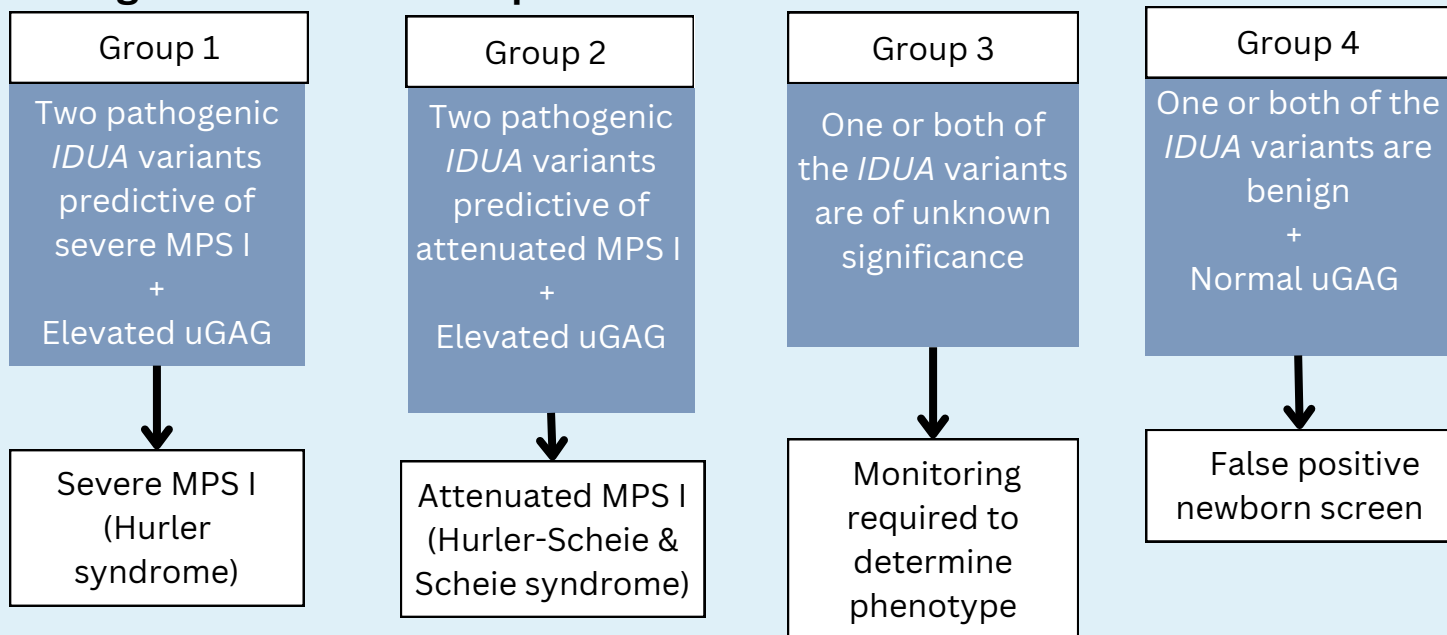 Group 1
Two pathogenic
IDUA variants
predictive of
severe MPS I
+
Elevated uGAG
Severe MPS I
(Hurler
syndrome)
Group 2
Two pathogenic
IDUA variants
predictive of
attenuated MPS I
+
Elevated uGAG
Attenuated MPS I
(Hurler-Scheie &
Scheie syndrome)
Group 3
One or both of
the IDUA variants
are of unknown
significance
Monitoring
required to
determine
phenotype
Group 4
One or both of the
IDUA variants are
benign
+
Normal uGAG
False positive
newborn screen